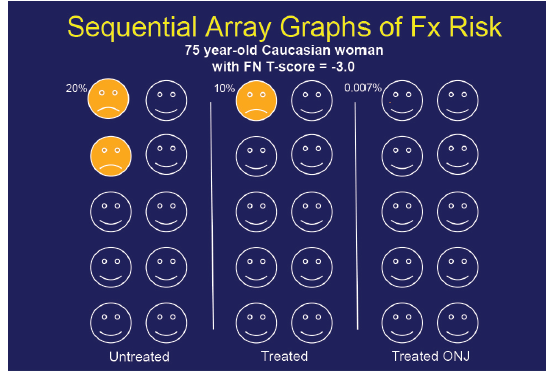 Sequential Array Graphs of Fx Risk
75 year-old Caucasian woman
with FN T-score = -3.0
20%
10%
0.007%
Untreated
Treated
Treated ONJ